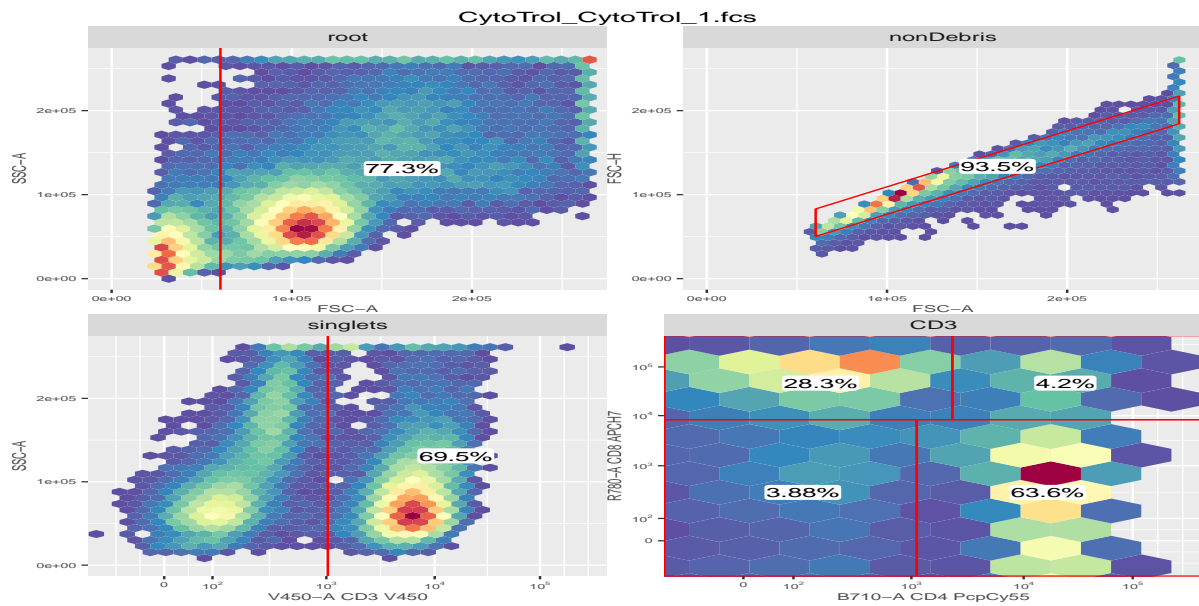 CytoTrol_CytoTrol_1.fcs
root
nonDebris
2e+05
1e+05
0e+00
SSC−A
77.3%
0e+00
1e+05
2e+05
FSC−A
2e+05
1e+05
0e+00
FSC−H
93.5%
0e+00
1e+05
2e+05
FSC−A
singlets
CD3
2e+05
1e+05
0e+00
SSC−A
69.5%
0
10²
10³
10⁴
10⁵
V450−A CD3 V450
10⁵
10⁴
10³
10²
0
R780−A CD8 APCH7
28.3%
4.2%
3.88%
63.6%
0
10²
10³
10⁴
10⁵
B710−A CD4 PcpCy55